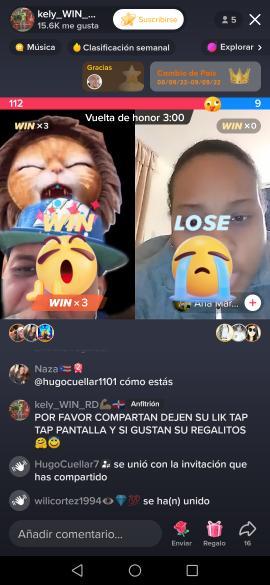 kely_WIN_...
15.6K me gusta
Suscribirse
5
Música
Clasificación semanal
Explorar >
Gracias
Cambio de País
08/09/22-09/09/22
112
9
Vuelta de honor 3:00
WIN ×3
WIN ×0
WIN
LOSE
WIN ×3
Ana Mar...
Naza
@hugocuellar1101 cómo estás
kely_WIN_RD Anfitrión
POR FAVOR COMPARTAN DEJEN SU LIK TAP
TAP PANTALLA Y SI GUSTAN SU REGALITOS
HugoCuellar7 se unió con la invitación que
has compartido
wilicortez1994 💯 se ha(n) unido
Añadir comentario...
Enviar
Regalo
16